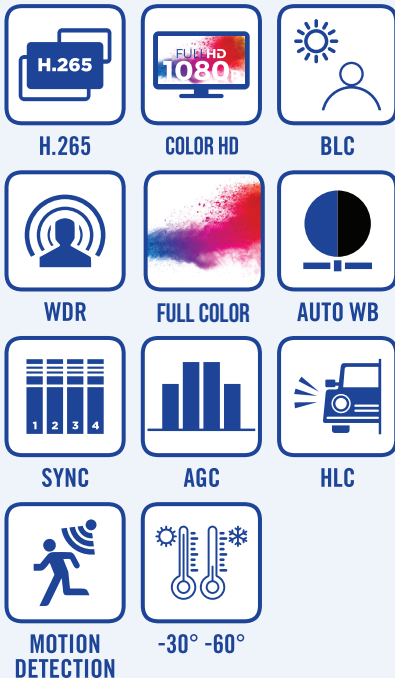 H.265
FULL HD
1080p
H.265
COLOR HD
BLC
WDR
FULL COLOR
AUTO WB
1 2 3 4
SYNC
AGC
HLC
MOTION
DETECTION
-30° -60°